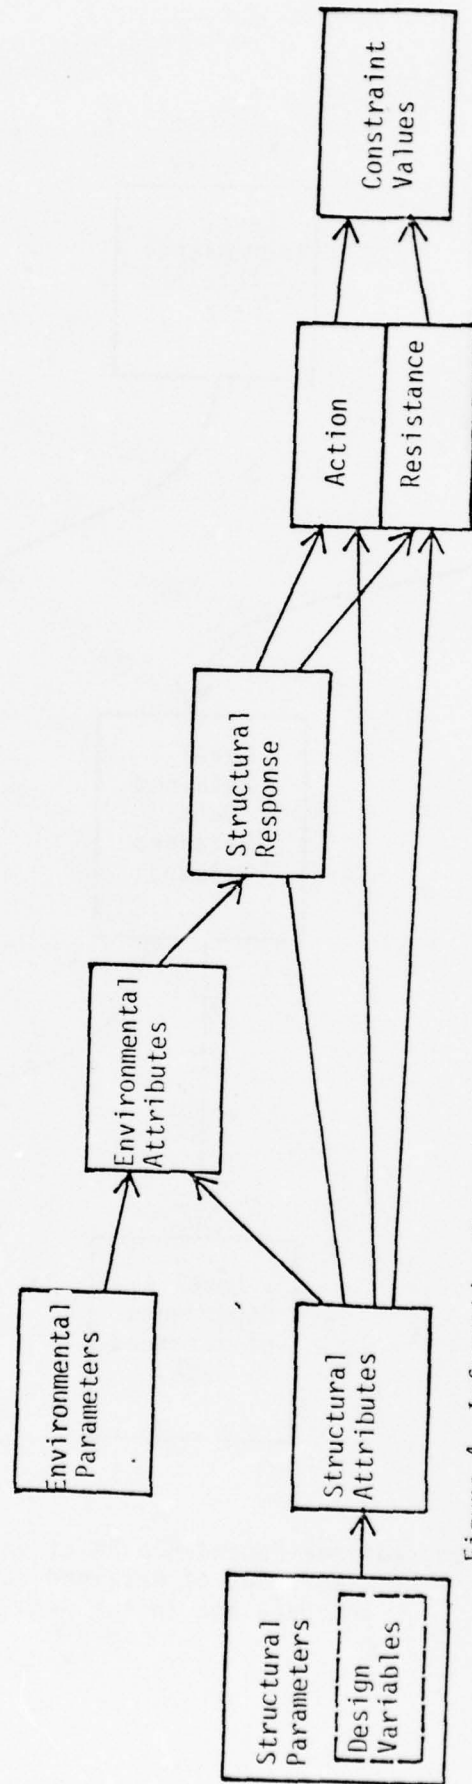 Environmental
Parameters
Structural
Parameters
Design
Variables
Structural
Attributes
Environmental
Attributes
Structural
Response
Action
Resistance
Constraint
Values